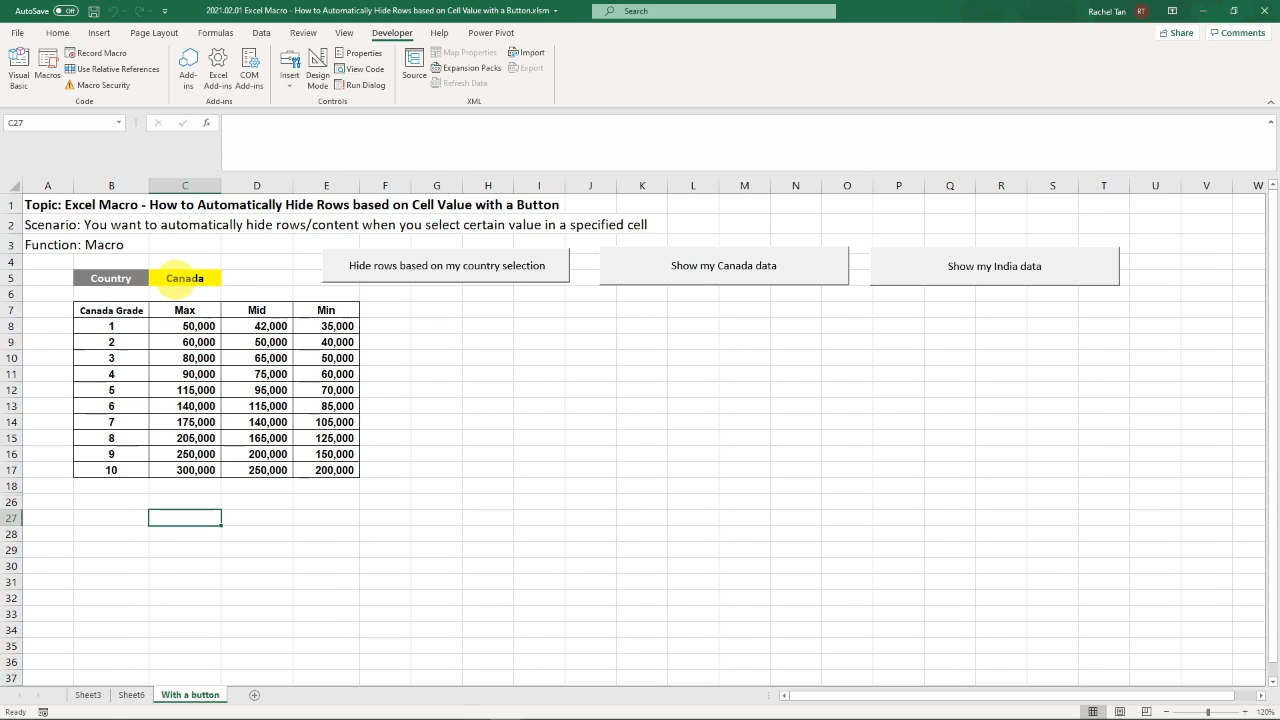 AutoSave Off 2021.02.01 Excel Macro - How to Automatically Hide Rows based on Cell Value with a Button.xlsm Search Rachel Tan RT
File Home Insert Page Layout Formulas Data Review View Developer Help Power Pivot Share Comments
Visual Basic Macros Record Macro Use Relative References Macro Security Code
Add-ins Excel Add-ins COM Add-ins Add-ins
Insert Design Mode Properties View Code Run Dialog Controls
Source Map Properties Expansion Packs Refresh Data Import Export XML
C27 fx
A B C D E F G H I J K L M N O P Q R S T U V W
1 Topic: Excel Macro - How to Automatically Hide Rows based on Cell Value with a Button
2 Scenario: You want to automatically hide rows/content when you select certain value in a specified cell
3 Function: Macro
4
5 Country Canada Hide rows based on my country selection Show my Canada data Show my India data
6
7 Canada Grade Max Mid Min
8 1 50,000 42,000 35,000
9 2 60,000 50,000 40,000
10 3 80,000 65,000 50,000
11 4 90,000 75,000 60,000
12 5 115,000 95,000 70,000
13 6 140,000 115,000 85,000
14 7 175,000 140,000 105,000
15 8 205,000 165,000 125,000
16 9 250,000 200,000 150,000
17 10 300,000 250,000 200,000
18
26
27
28
29
30
31
32
33
34
35
36
37
Sheet3 Sheet6 With a button
Ready 120%